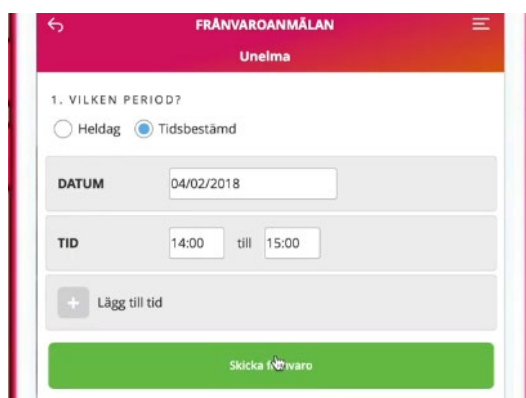 FRÅNVAROANMÄLAN
Unelma
1. VILKEN PERIOD?
Heldag Tidsbestämd
DATUM 04/02/2018
TID 14:00 till 15:00
+ Lägg till tid
Skicka frånvaro